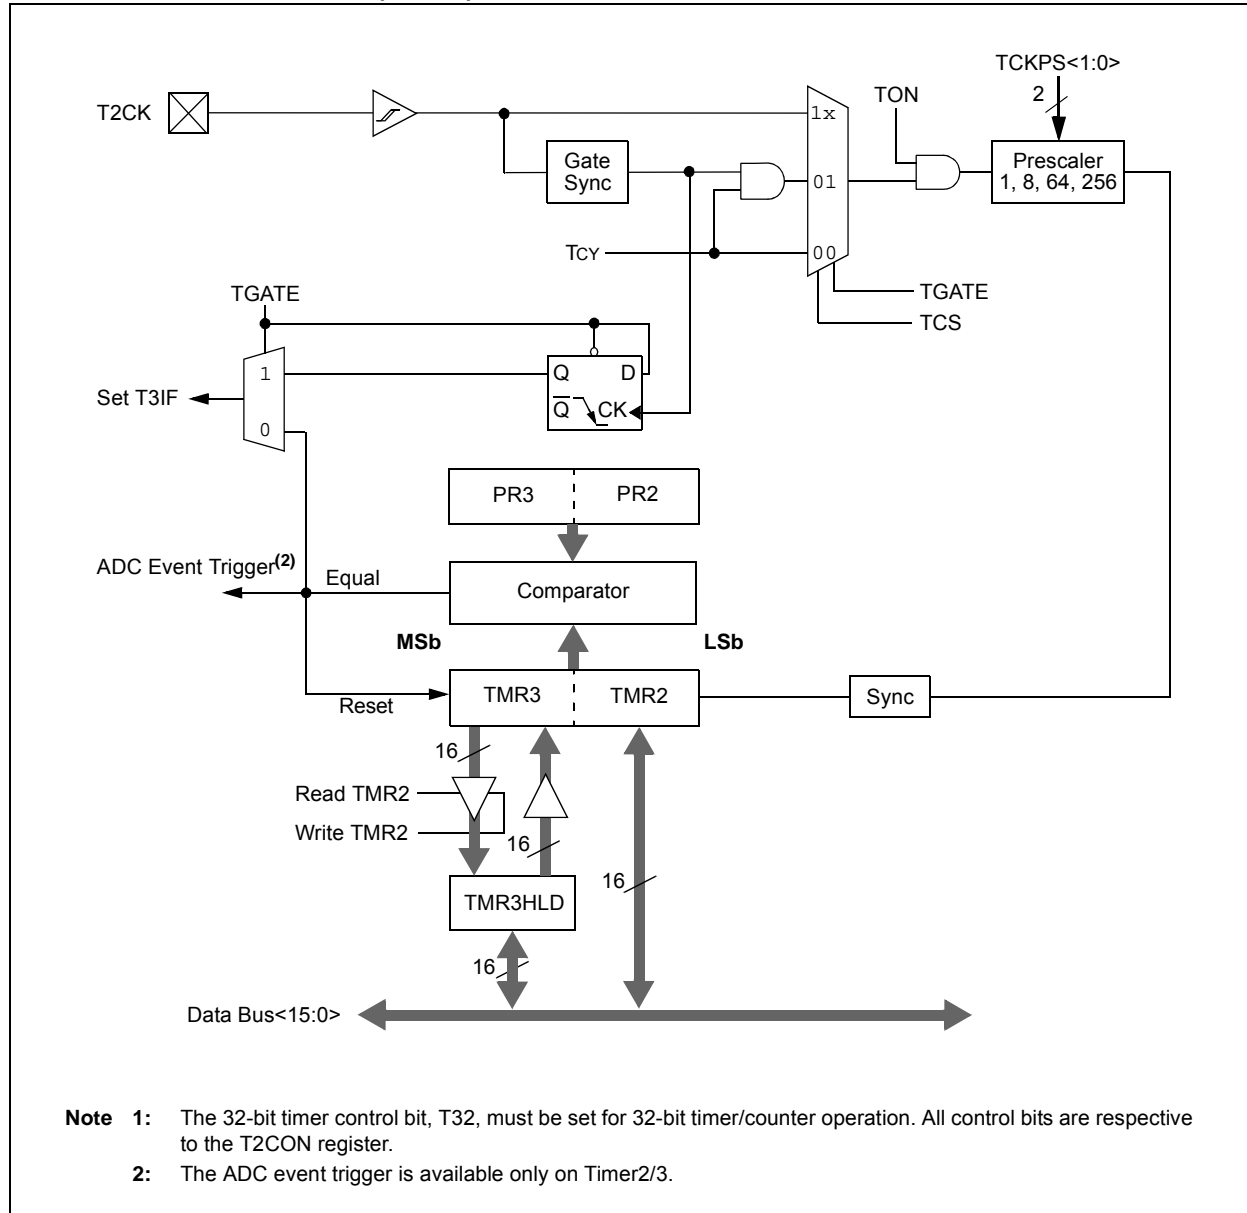 TCKPS<1:0>
2
T2CK
TON
1x
Gate
Sync
Prescaler
1, 8, 64, 256
01
TCY
00
TGATE
TGATE
TCS
1
Q
D
Set T3IF
Q
CK
0
PR3
PR2
ADC Event Trigger(2)
Equal
Comparator
MSb
LSb
TMR3
TMR2
Sync
Reset
16
Read TMR2
Write TMR2
16
16
TMR3HLD
16
Data Bus<15:0>
Note 1: The 32-bit timer control bit, T32, must be set for 32-bit timer/counter operation. All control bits are respective
to the T2CON register.
2: The ADC event trigger is available only on Timer2/3.